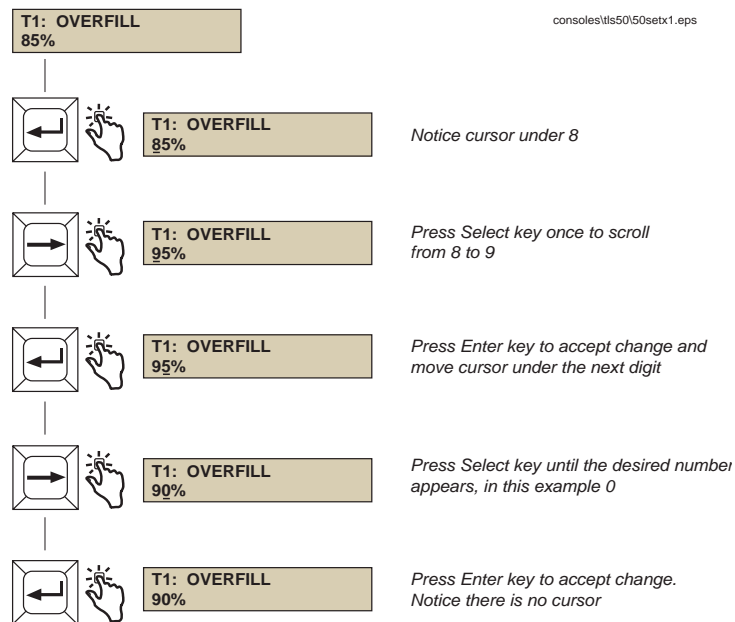 T1: OVERFILL
85%
consoles\tls50\50setx1.eps
T1: OVERFILL
85%
Notice cursor under 8
T1: OVERFILL
95%
Press Select key once to scroll
from 8 to 9
T1: OVERFILL
95%
Press Enter key to accept change and
move cursor under the next digit
T1: OVERFILL
90%
Press Select key until the desired number
appears, in this example 0
T1: OVERFILL
90%
Press Enter key to accept change.
Notice there is no cursor